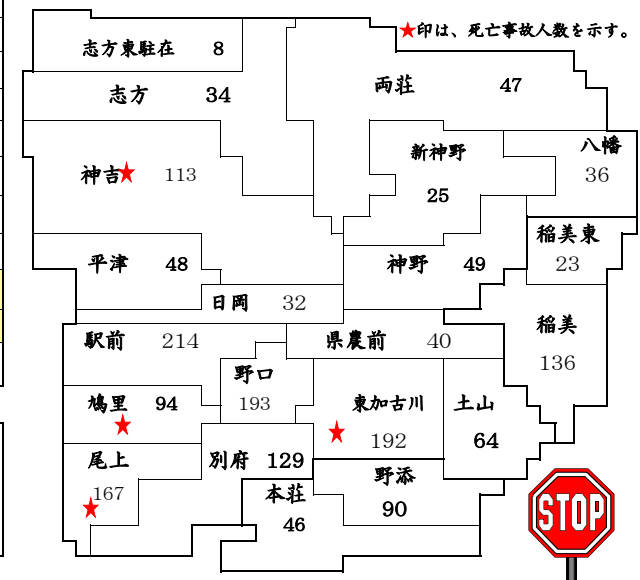 ★印は、死亡事故人数を示す。
志方東駐在 8
志方 34
両荘 47
新神野
25
八幡
36
神吉★ 113
稲美東
23
平津 48
神野 49
日岡 32
稲美
136
駅前 214
県農前 40
野口
193
鳩里 94
★
東加古川
★ 192
土山
64
尾上
167
★
別府 129
野添
90
本荘
46
STOP